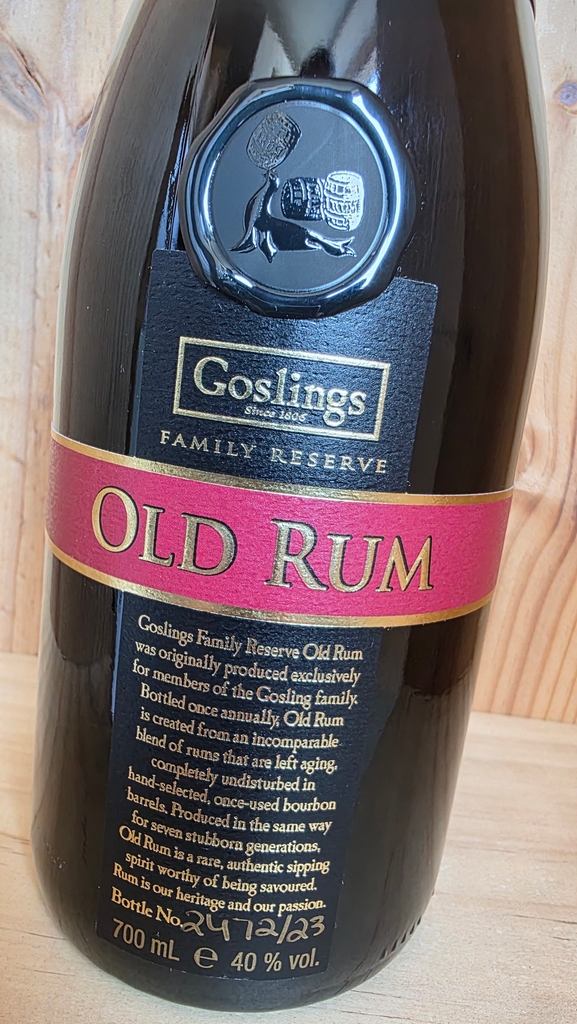 Goslings
Since 1806
FAMILY RESERVE
OLD RUM
Goslings Family Reserve Old Rum
was originally produced exclusively
for members of the Gosling family.
Bottled once annually, Old Rum
is created from an incomparable
blend of rums that are left aging,
completely undisturbed in
hand-selected, once-used bourbon
barrels. Produced in the same way
for seven stubborn generations,
Old Rum is a rare, authentic sipping
spirit worthy of being savoured.
Rum is our heritage and our passion.
Bottle No. 2472/23
700 mL e 40 % vol.